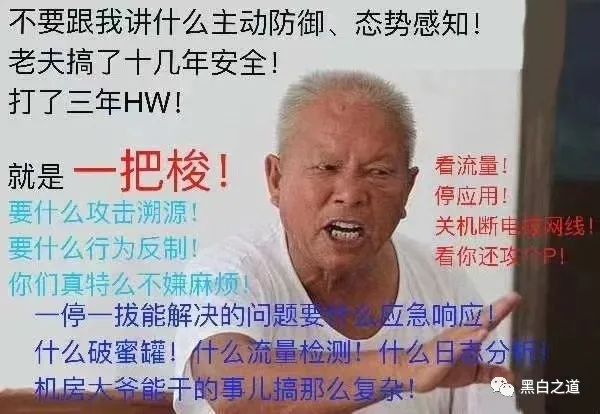 不要跟我讲什么主动防御、态势感知！
老夫搞了十几年安全！
打了三年HW！
就是 一把梭！
看流量！
停应用！
关机断电拔网线！
看你还攻个P！
要什么攻击溯源！
要什么行为反制！
你们真特么不嫌麻烦！
一停一拔能解决的问题要什么应急响应！
什么破蜜罐！什么流量检测！什么日志分析！
机房大爷能干的事儿搞那么复杂！
黑白之道